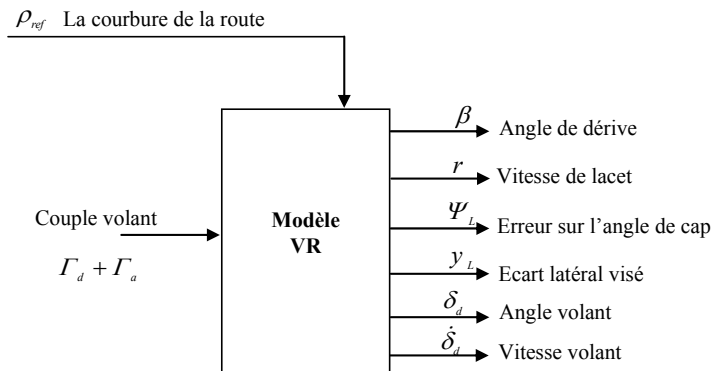 ρ_ref La courbure de la route
β Angle de dérive
r Vitesse de lacet
Couple volant
Γ_d + Γ_a
Modèle
VR
Ψ_L Erreur sur l'angle de cap
y_L Ecart latéral visé
δ_d Angle volant
δ̇_d Vitesse volant